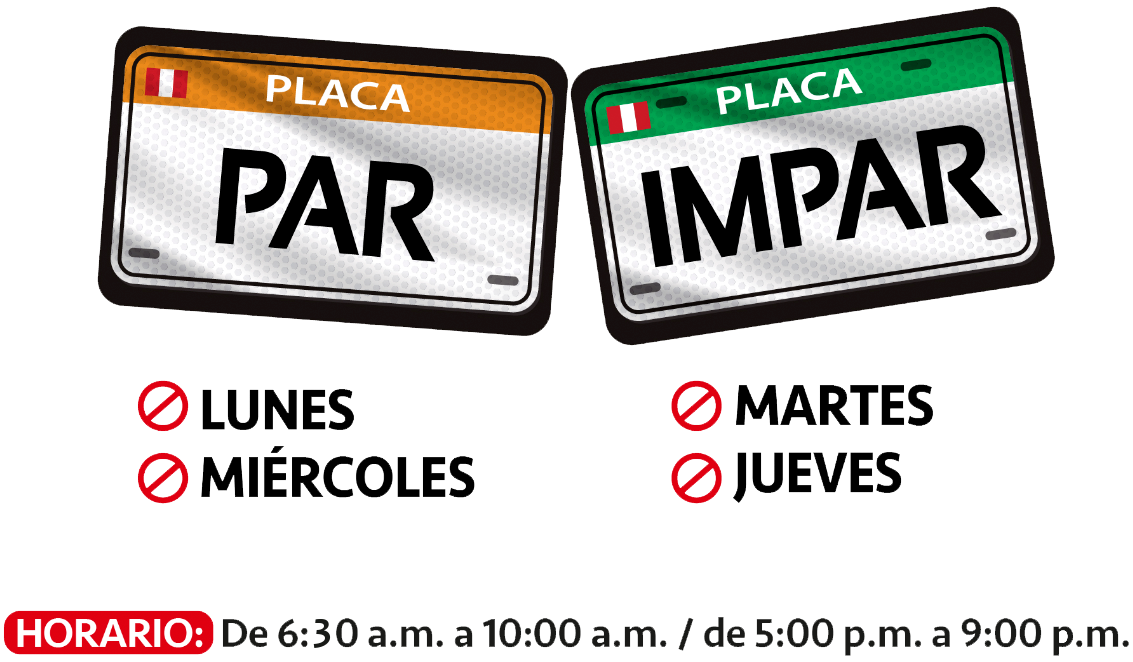 PLACA
PAR
PLACA
IMPAR
LUNES
MIÉRCOLES
MARTES
JUEVES
HORARIO: De 6:30 a.m. a 10:00 a.m. / de 5:00 p.m. a 9:00 p.m.